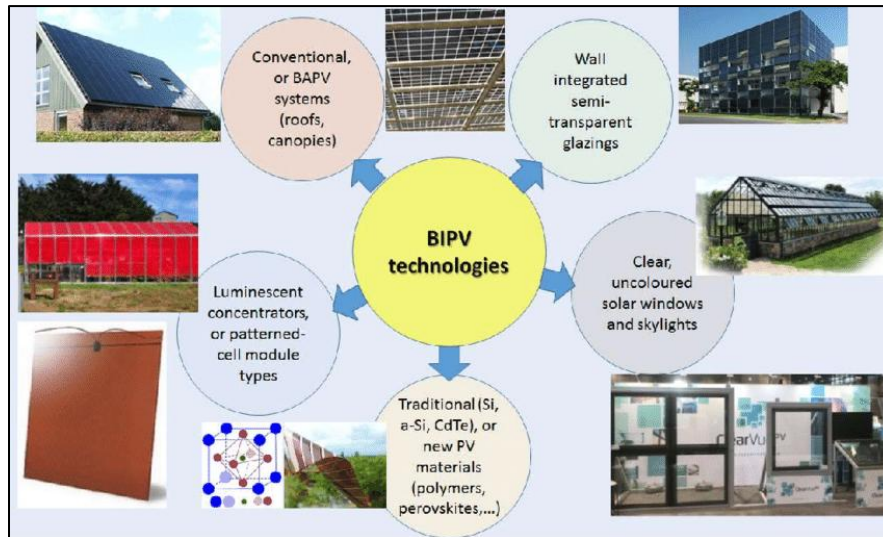 Conventional,
or BAPV
systems
(roofs,
canopies)
Wall
integrated
semi-
transparent
glazings
BIPV
technologies
Luminescent
concentrators,
or patterned-
cell module
types
Clear,
uncoloured
solar windows
and skylights
Traditional (Si,
a-Si, CdTe), or
new PV
materials
(polymers,
perovskites,...)
ClearVuePV